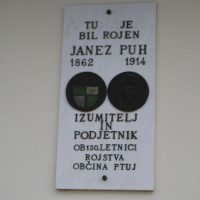 TU JE
BIL ROJEN
JANEZ PUH
1862 1914
IZUMITELJ
IN
PODJETNIK
OB 130. LETNICI
ROJSTVA
OBČINA PTUJ